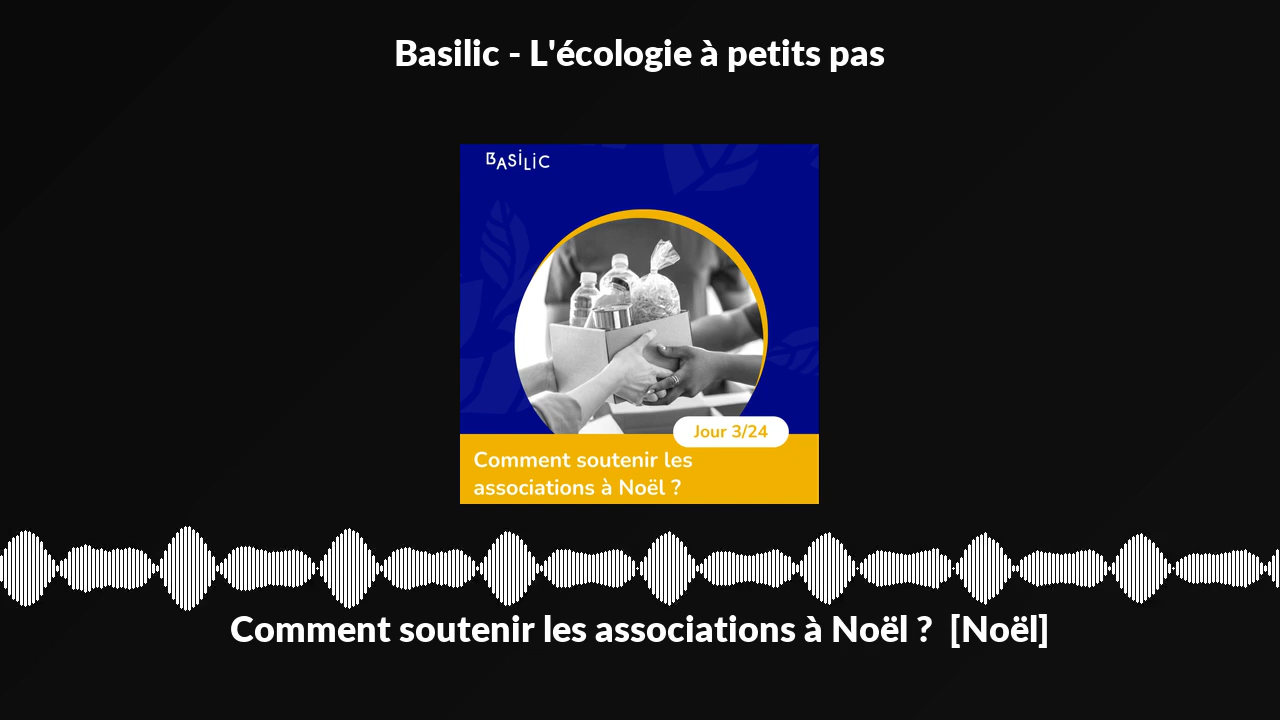 Basilic - L'écologie à petits pas
BASILIC
Jour 3/24
Comment soutenir les
associations à Noël ?
Comment soutenir les associations à Noël ? [Noël]